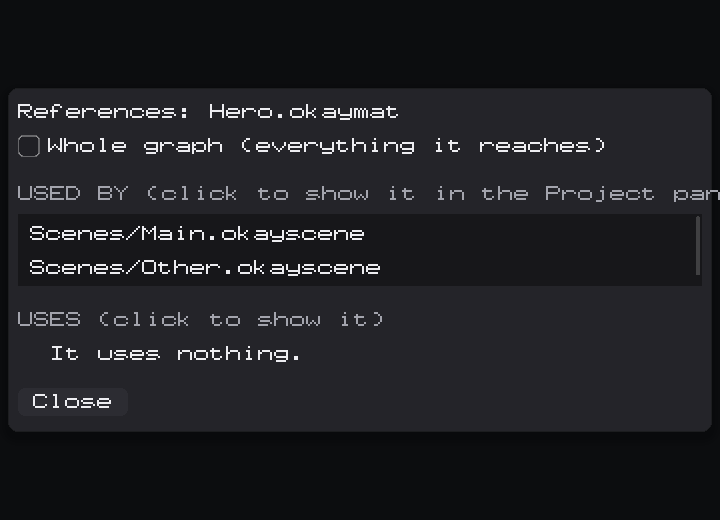 References: Hero.okaymat
Whole graph (everything it reaches)
USED BY (click to show it in the Project pan
Scenes/Main.okayscene
Scenes/Other.okayscene
USES (click to show it)
It uses nothing.
Close